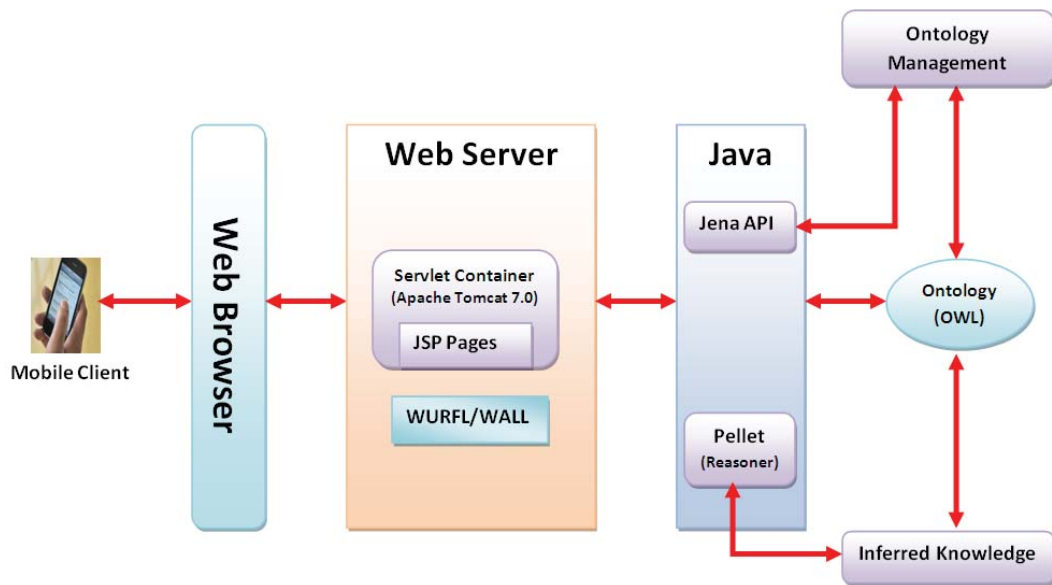 Ontology
Management
Web Server
Java
Web Browser
Jena API
Servlet Container
(Apache Tomcat 7.0)
JSP Pages
Ontology
(OWL)
Mobile Client
WURFL/WALL
Pellet
(Reasoner)
Inferred Knowledge